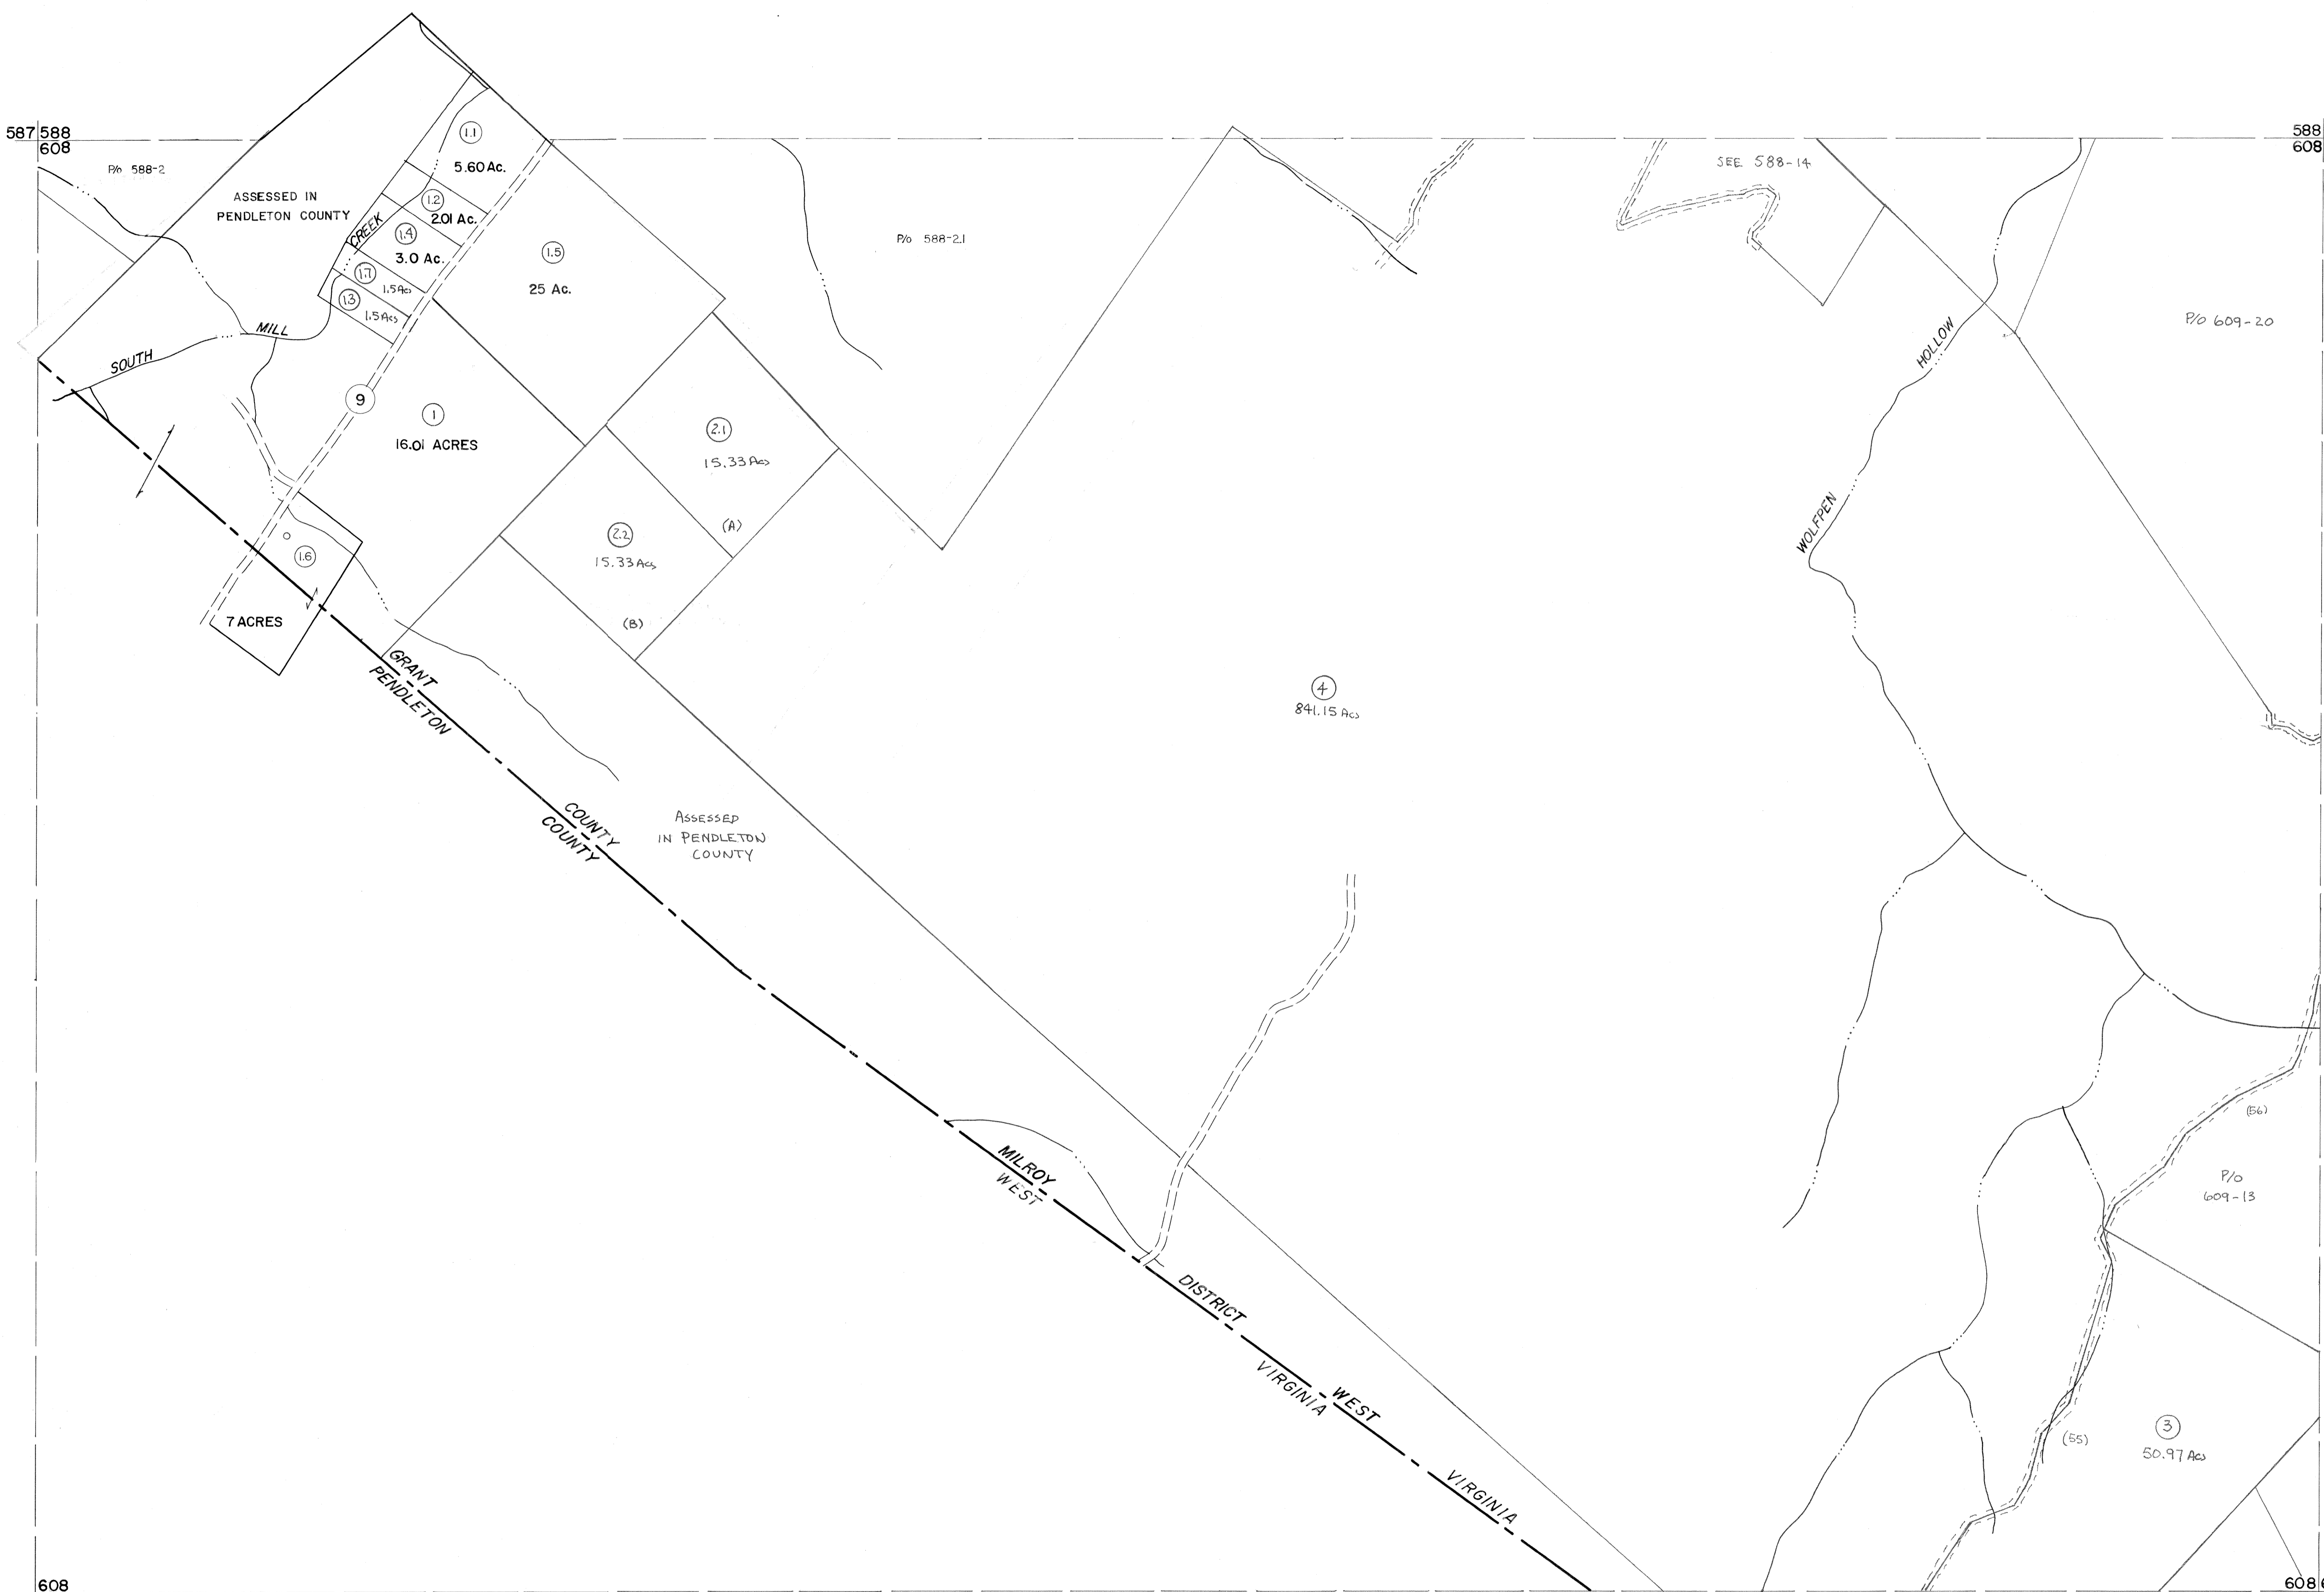 587 588
608
588
608
P/o 588-2
ASSESSED IN
PENDLETON COUNTY
1.1
5.60 Ac.
1.2
2.01 Ac.
CREEK
1.4
3.0 Ac.
1.7
1.5 Acs
1.3
1.5 Acs
1.5
25 Ac.
P/o 588-2.1
SEE 588-14
P/o 609-20
SOUTH MILL
HOLLOW
WOLFPEN
9
1
16.01 ACRES
2.1
15.33 Acs
(A)
2.2
15.33 Acs
(B)
1.6
7 ACRES
GRANT
PENDLETON
4
841.15 Acs
COUNTY
COUNTY
ASSESSED
IN PENDLETON
COUNTY
(56)
MILROY
WEST
P/o
609-13
DISTRICT
VIRGINIA
WEST
VIRGINIA
(55)
3
50.97 Acs
608
608